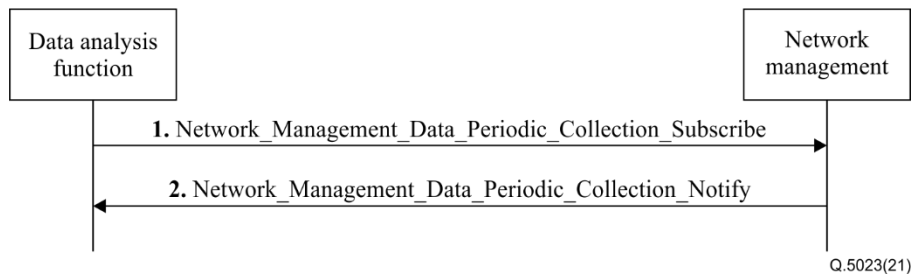 Data analysis
function
Network
management
1. Network_Management_Data_Periodic_Collection_Subscribe
2. Network_Management_Data_Periodic_Collection_Notify
Q.5023(21)